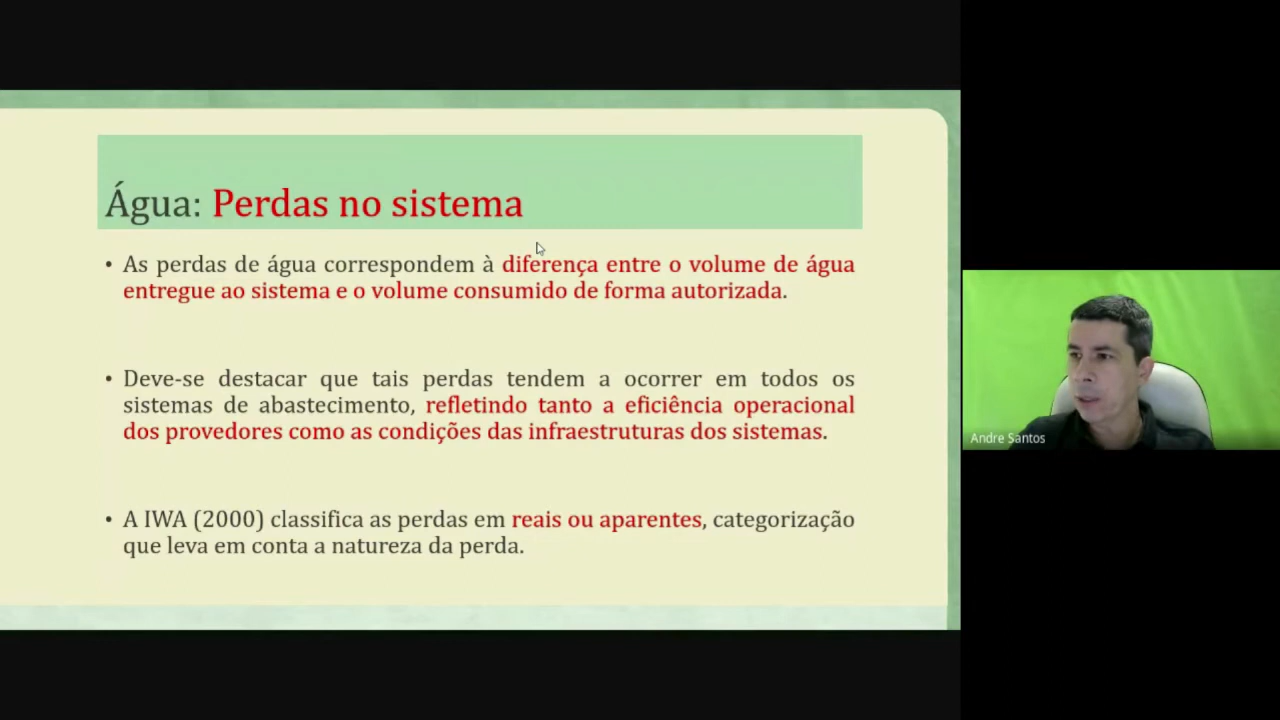 Água: Perdas no sistema
• As perdas de água correspondem à diferença entre o volume de água
entregue ao sistema e o volume consumido de forma autorizada.
• Deve-se destacar que tais perdas tendem a ocorrer em todos os
sistemas de abastecimento, refletindo tanto a eficiência operacional
dos provedores como as condições das infraestruturas dos sistemas.
• A IWA (2000) classifica as perdas em reais ou aparentes, categorização
que leva em conta a natureza da perda.
Andre Santos